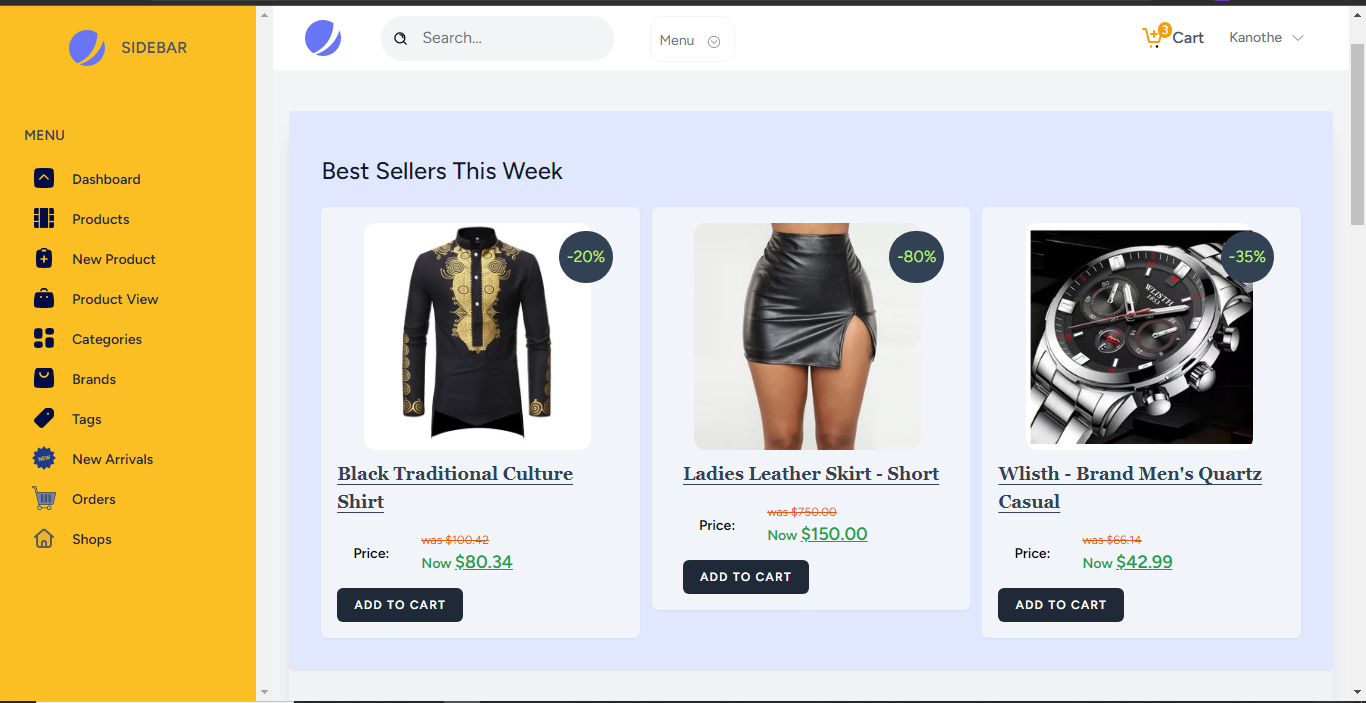 SIDEBAR
MENU
Dashboard
Products
New Product
Product View
Categories
Brands
Tags
NEW
New Arrivals
Orders
Shops
Search...
Menu
3
Cart
Kanothe
Best Sellers This Week
-20%
Black Traditional Culture
Shirt
was $100.42
Price:
Now $80.34
ADD TO CART
-80%
Ladies Leather Skirt - Short
was $750.00
Price:
Now $150.00
ADD TO CART
-35%
WLISTH
1853
Wlisth - Brand Men's Quartz
Casual
was $66.14
Price:
Now $42.99
ADD TO CART